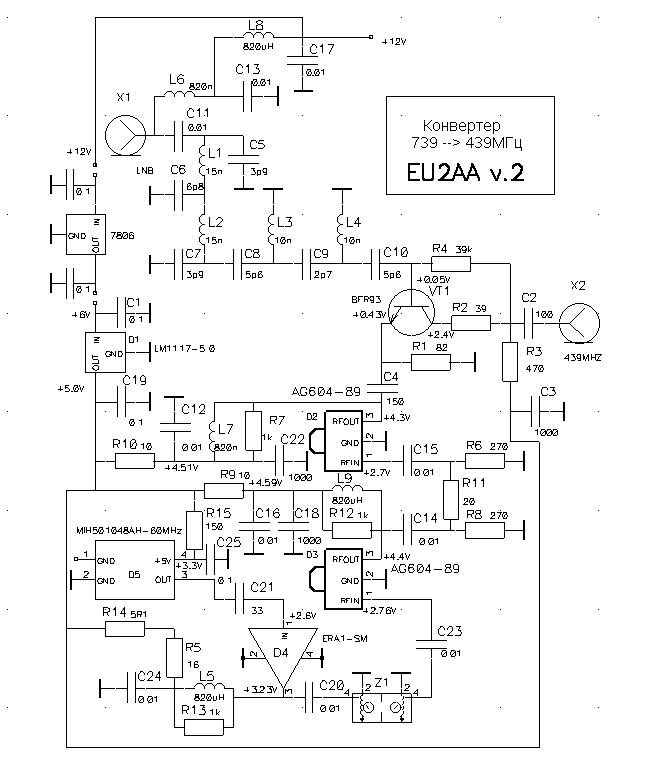 L8
820uH
+12V
C17
0.01
L6
820n
C13
0.01
X1
C11
0.01
LNB
+12V
L1
15n
C5
3p9
C6
6p8
0.1
Конвертер
739 --> 439МГц
EU2AA v.2
GND
IN
OUT
7806
L2
15n
L3
10n
L4
10n
C7
3p9
C8
5p6
C9
2p7
C10
5p6
R4
39k
+0.05V
0.1
VT1
BFR93
+0.43V
+2.4V
R2
39
C2
100
X2
439MHZ
+6V
C1
0.1
D1
LM1117-5.0
OUT
IN
GND
R1
82
R3
470
C4
150
+5.0V
C19
0.1
AG604-89
C3
1000
C12
0.01
L7
820n
R7
1k
D2
RFOUT
3
+4.3V
GND
2
RFIN
1
+2.7V
R10
10
+4.51V
C22
1000
C15
0.01
R6
270
R9
10
+4.59V
L9
820uH
R11
20
R15
150
C16
0.01
C18
1000
R12
1k
C14
0.01
R8
270
MIH501048AH-60MHz
1
GND
2
GND
D5
+5V
4
+3.3V
OUT
3
C25
0.1
D3
RFOUT
3
+4.4V
GND
2
AG604-89
RFIN
1
+2.76V
C21
33
+2.6V
R14
5R1
1
IN
ERA1-SM
2
D4
4
3
C23
0.01
R5
16
C24
0.01
L5
820uH
+3.23V
C20
0.01
4
2
Z1
2
4
R13
1k